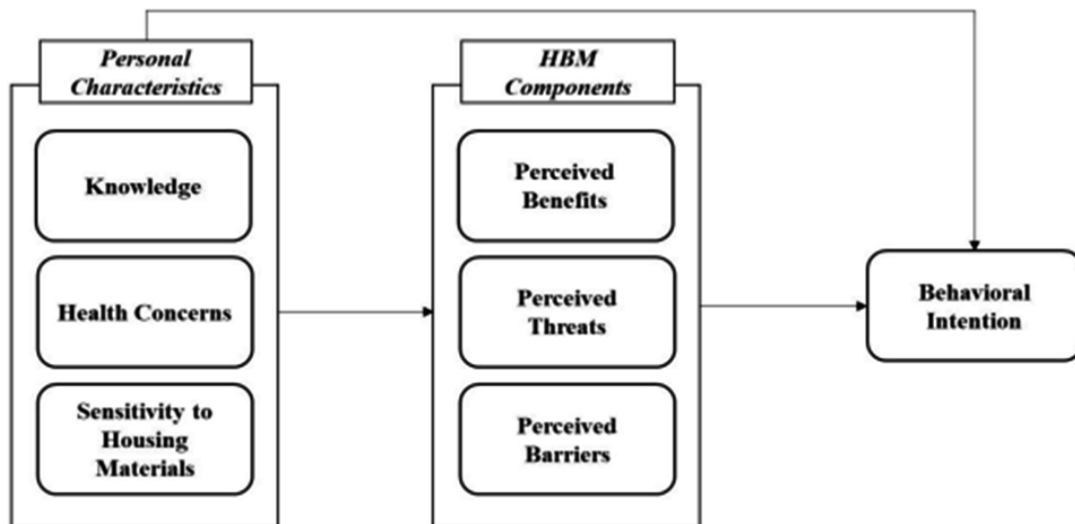 Personal
Characteristics
Knowledge
Health Concerns
Sensitivity to
Housing
Materials
HBM
Components
Perceived
Benefits
Perceived
Threats
Perceived
Barriers
Behavioral
Intention